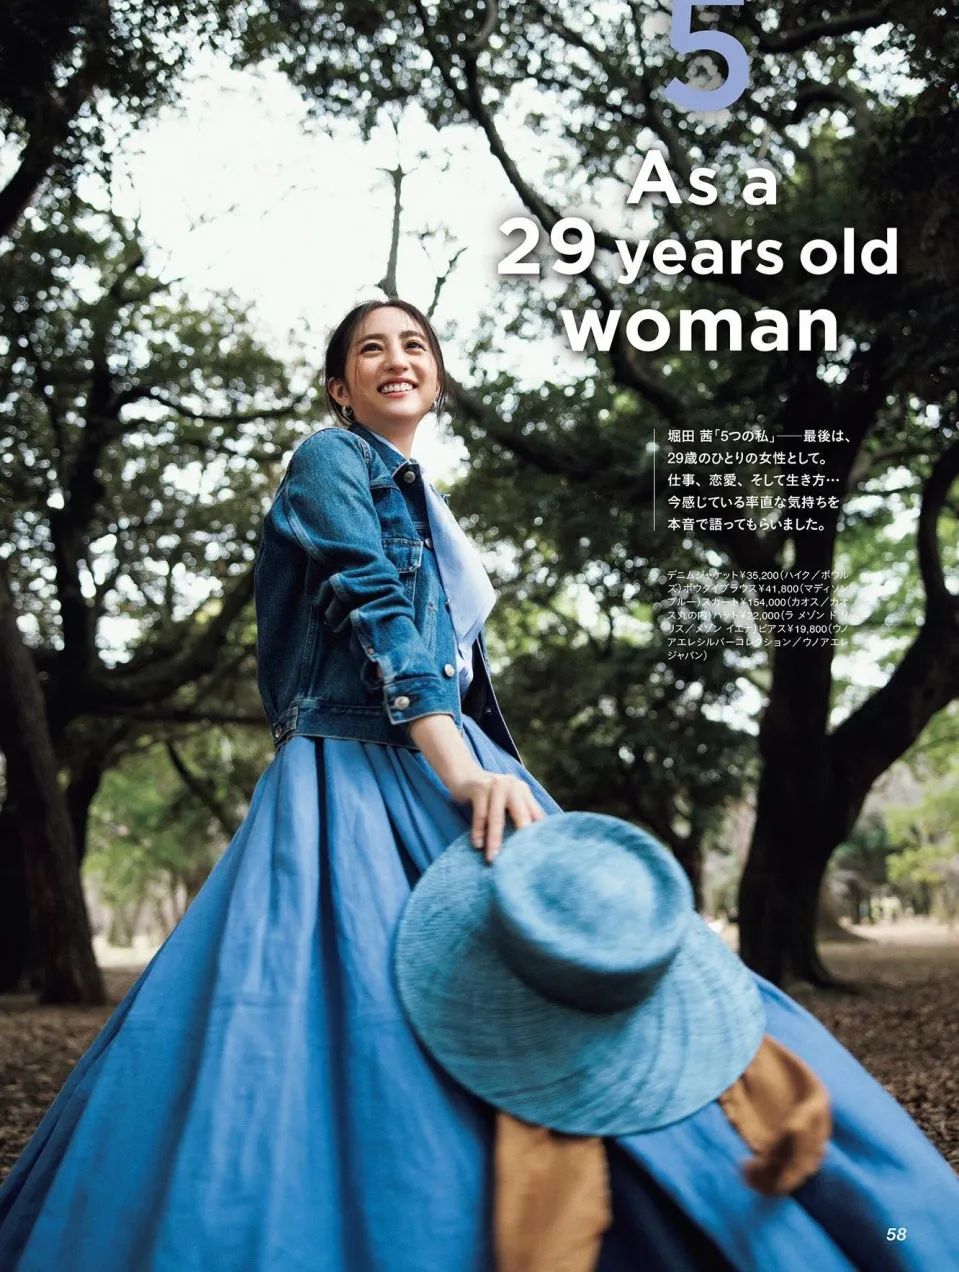 5
As a
29 years old
woman
堀田 茜「5つの私」──最後は、
29歳のひとりの女性として。
仕事、恋愛、そして生き方…
今感じている率直な気持ちを
本音で語ってもらいました。
デニムジャケット¥35,200(ハイク/ボウル
ズ)ボウタイブラウス¥41,800(マディソン
ブルー)スカート¥154,000(カオス/カオ
ス丸の内)ハット¥22,000(ラ メゾン ド リ
リス/メゾン イエナ)ピアス¥19,800(ウノ
アエレシルバーコレクション/ウノアエレ
ジャパン)
58